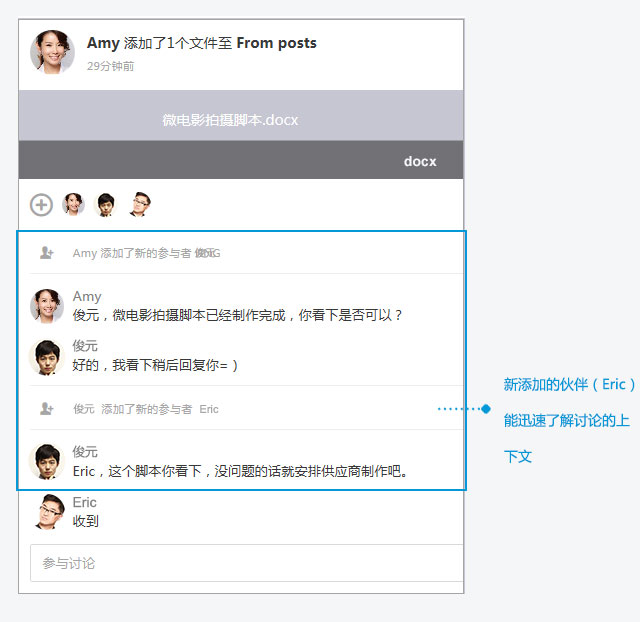 Amy 添加了1个文件至 From posts
29分钟前
微电影拍摄脚本.docx
docx
Amy 添加了新的参与者 俊元
Amy
俊元，微电影拍摄脚本已经制作完成，你看下是否可以？
俊元
好的，我看下稍后回复你=）
俊元 添加了新的参与者 Eric
俊元
Eric，这个脚本你看下，没问题的话就安排供应商制作吧。
Eric
收到
参与讨论
新添加的伙伴（Eric）
能迅速了解讨论的上
下文